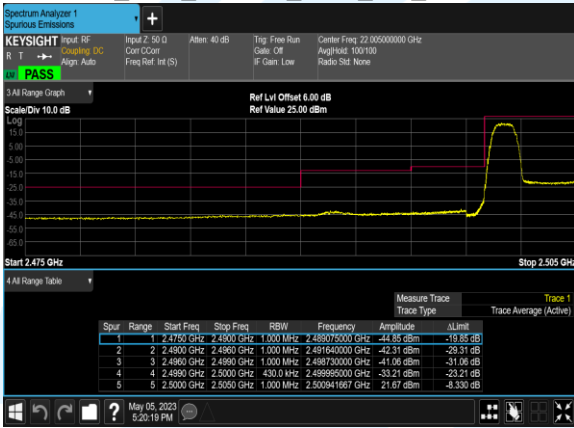 Spectrum Analyzer 1
Spurious Emissions
+
KEYSIGHT Input: RF Input Z: 50 Ω Atten: 40 dB Trig: Free Run Center Freq: 22.005000000 GHz
R T Coupling: DC Corr CCorr Gate: Off Avg|Hold: 100/100
Align: Auto Freq Ref: Int (S) IF Gain: Low Radio Std: None
PASS
3 All Range Graph
Ref Lvl Offset 6.00 dB
Scale/Div 10.0 dB Ref Value 25.00 dBm
Log
15.0
5.00
-5.00
-15.0
-25.0
-35.0
-45.0
-55.0
-65.0
Start 2.475 GHz Stop 2.505 GHz
4 All Range Table
Measure Trace Trace 1
Trace Type Trace Average (Active)
Spur Range Start Freq Stop Freq RBW Frequency Amplitude ΔLimit
1 1 2.4750 GHz 2.4900 GHz 1.000 MHz 2.489075000 GHz -44.85 dBm -19.85 dB
2 2 2.4900 GHz 2.4960 GHz 1.000 MHz 2.491640000 GHz -42.31 dBm -29.31 dB
3 3 2.4960 GHz 2.4990 GHz 1.000 MHz 2.498730000 GHz -41.06 dBm -31.06 dB
4 4 2.4990 GHz 2.5000 GHz 430.0 kHz 2.499995000 GHz -33.21 dBm -23.21 dB
5 5 2.5000 GHz 2.5050 GHz 1.000 MHz 2.500941667 GHz 21.67 dBm -8.330 dB
? May 05, 2023
5:20:19 PM